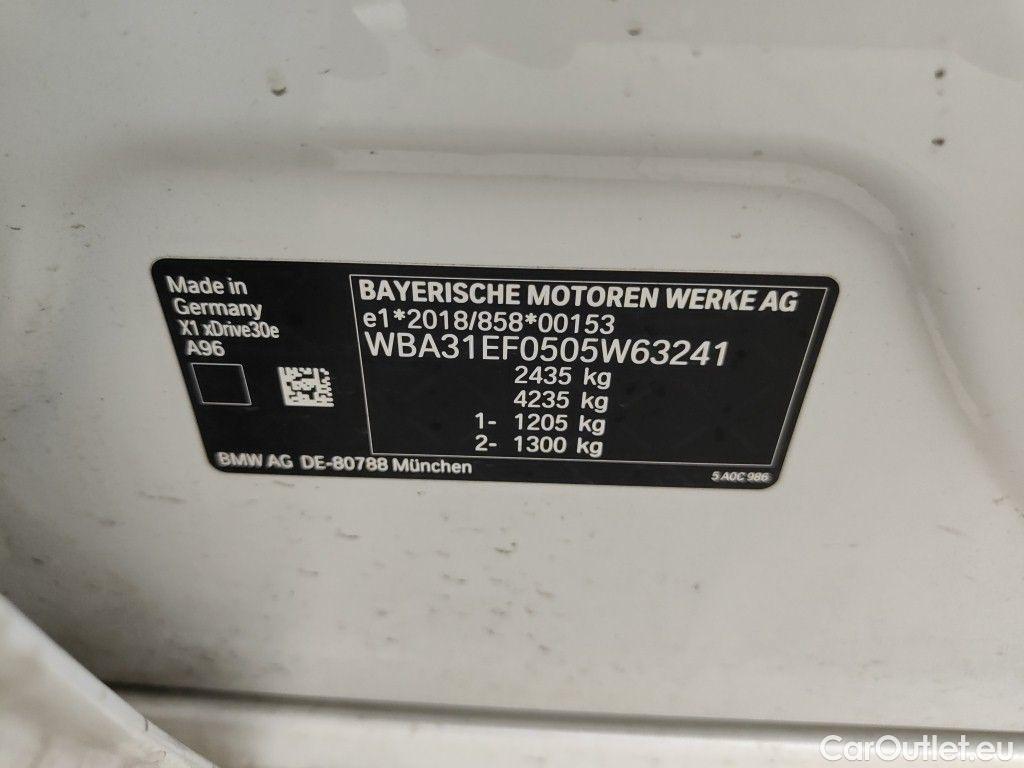 Made in
Germany
X1 xDrive30e
A96
BAYERISCHE MOTOREN WERKE AG
e1*2018/858*00153
WBA31EF0505W63241
2435 kg
4235 kg
1- 1205 kg
2- 1300 kg
BMW AG DE-80788 München
5 A0C 986
CarOutlet.eu